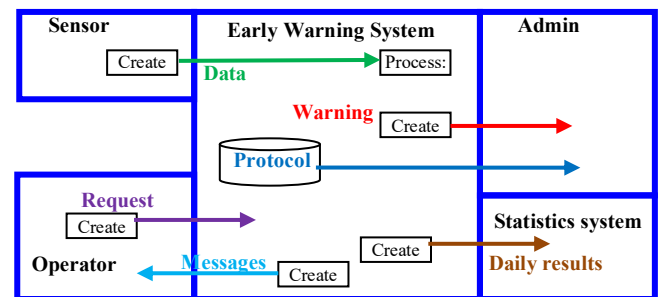 Sensor
Early Warning System
Admin
Create
Data
Process:
Warning
Create
Protocol
Request
Create
Statistics system
Create
Operator
Messages
Create
Daily results